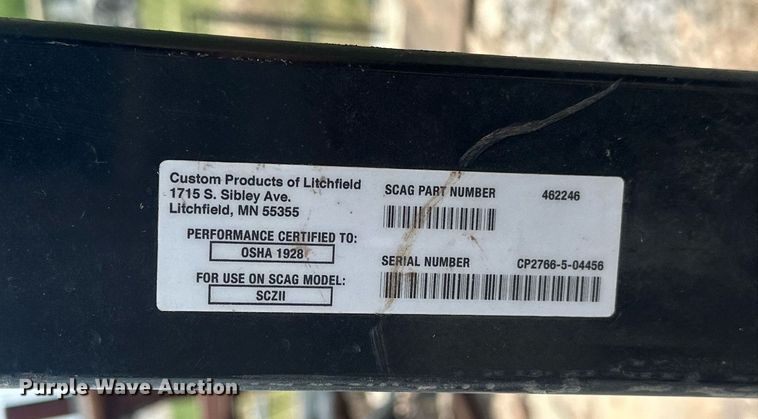 Custom Products of Litchfield
1715 S. Sibley Ave.
Litchfield, MN 55355
PERFORMANCE CERTIFIED TO:
OSHA 1928
FOR USE ON SCAG MODEL:
SCZII
SCAG PART NUMBER 462246
SERIAL NUMBER CP2766-5-04456
Purple Wave Auction